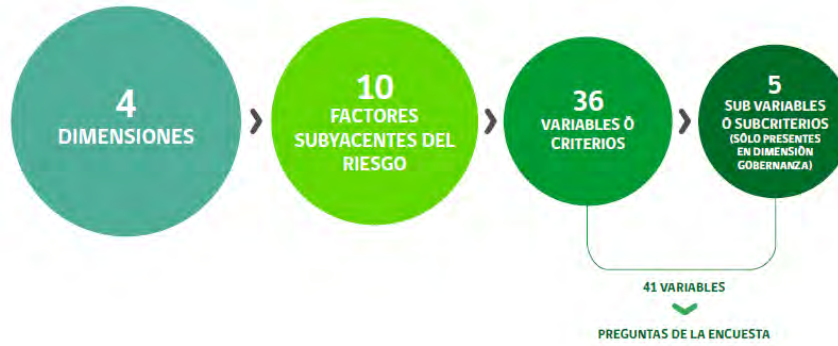 4
DIMENSIONES
10
FACTORES
SUBYACENTES DEL
RIESGO
36
VARIABLES Ó
CRITERIOS
5
SUB VARIABLES
Ó SUBCRITERIOS
(SÓLO PRESENTES
EN DIMENSIÓN
GOBERNANZA)
41 VARIABLES
PREGUNTAS DE LA ENCUESTA